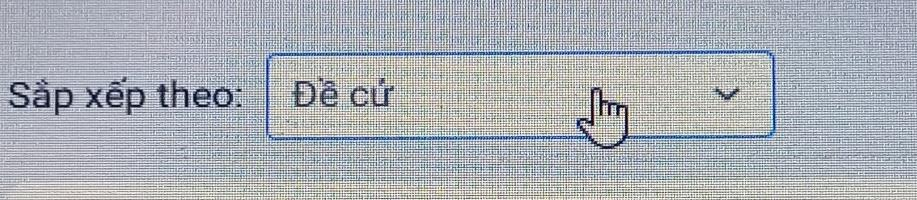 Sắp xếp theo: Đề cử